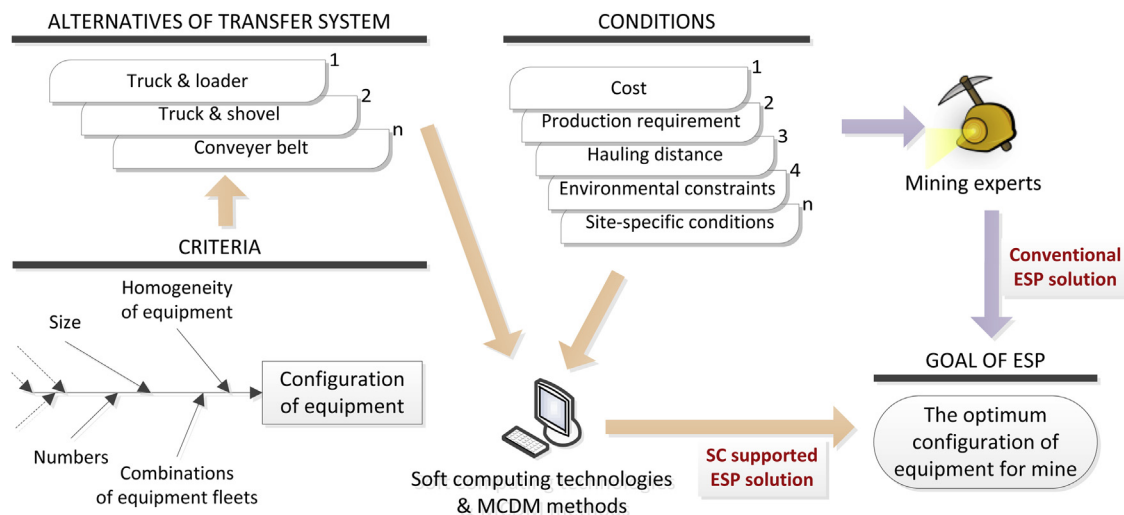 ALTERNATIVES OF TRANSFER SYSTEM
1
Truck & loader
2
Truck & shovel
n
Conveyer belt
CONDITIONS
1
Cost
2
Production requirement
3
Hauling distance
4
Environmental constraints
n
Site-specific conditions
Mining experts
Conventional
ESP solution
CRITERIA
Homogeneity
of equipment
Size
Configuration
of equipment
Numbers
Combinations
of equipment fleets
Soft computing technologies
& MCDM methods
SC supported
ESP solution
GOAL OF ESP
The optimum
configuration of
equipment for mine